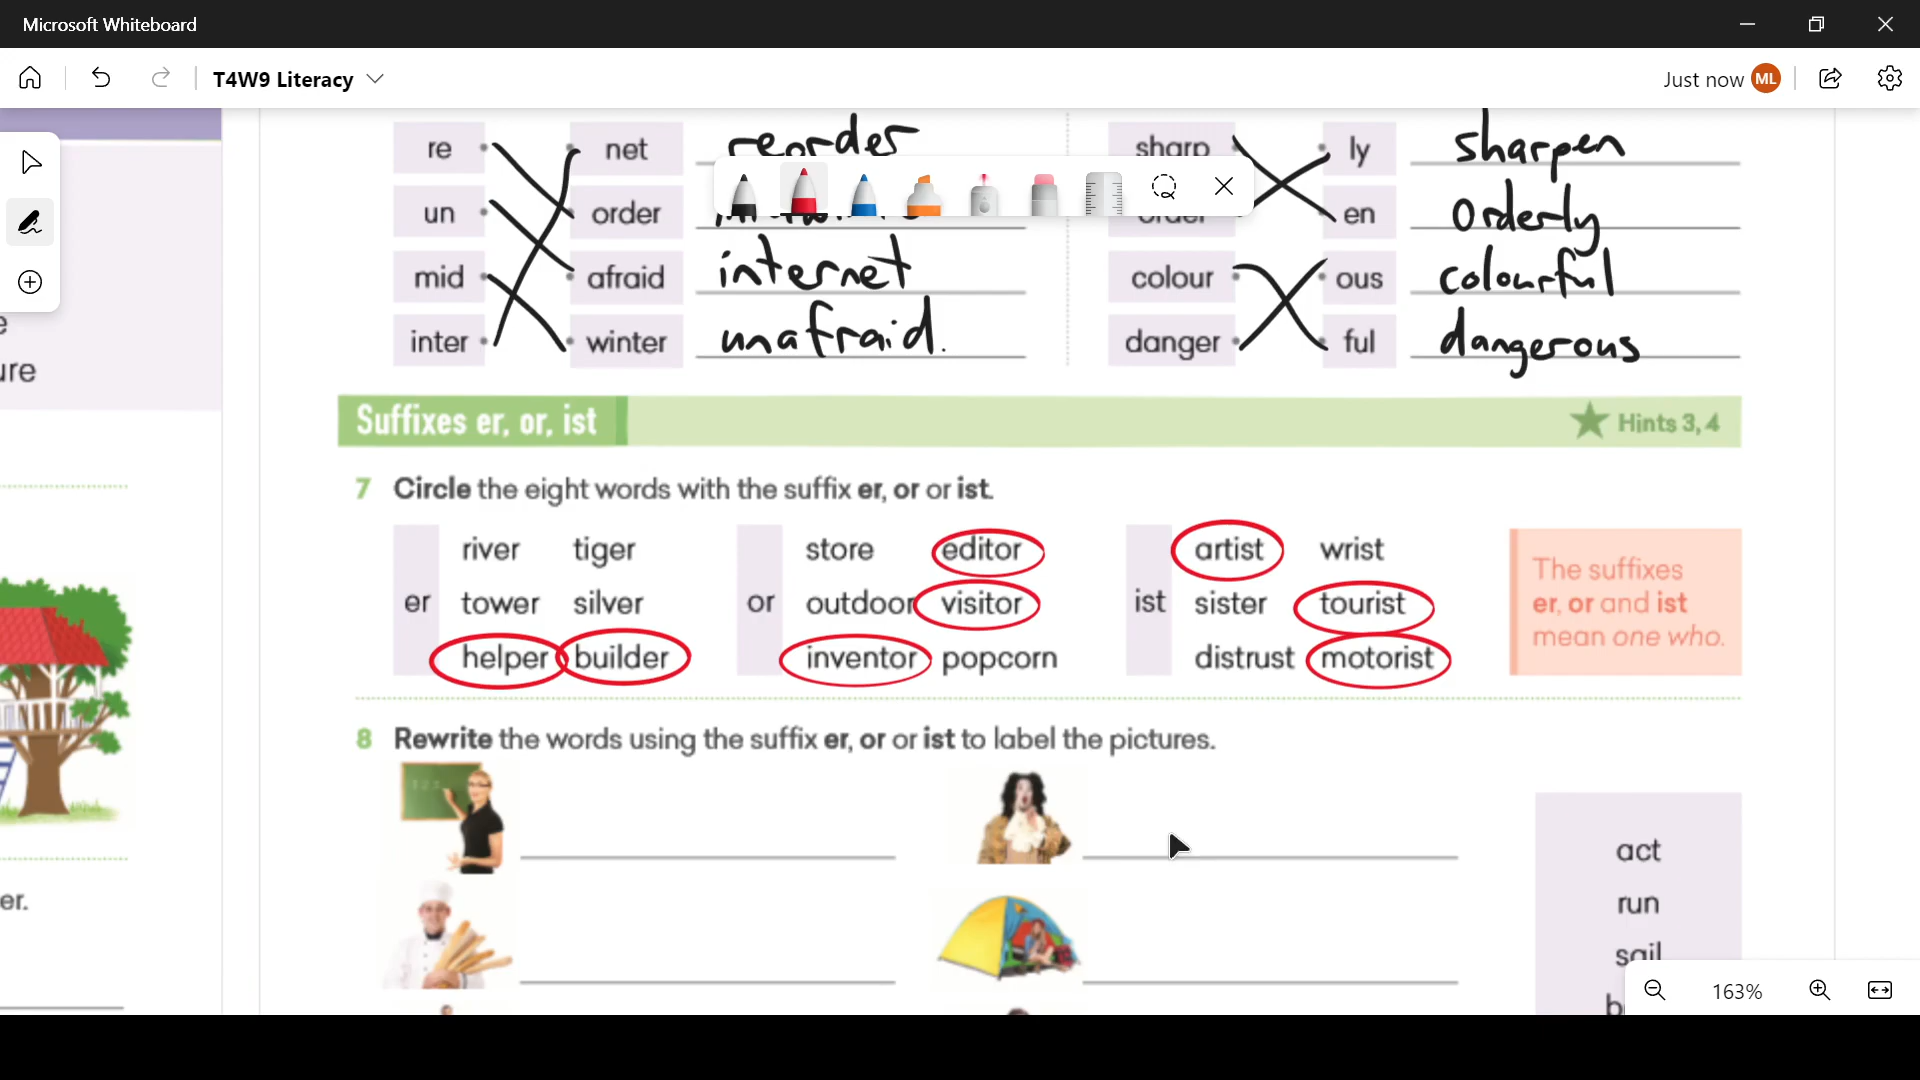 Microsoft Whiteboard
T4W9 Literacy
Just now ML
re net reorder
un order
mid afraid internet
inter winter unafraid.
sharp ly sharpen
order en Orderly
colour ous colourful
danger ful dangerous
ure
Suffixes er, or, ist
Hints 3, 4
7 Circle the eight words with the suffix er, or or ist.
er
river tiger
tower silver
helper builder
or
store editor
outdoor visitor
inventor popcorn
ist
artist wrist
sister tourist
distrust motorist
The suffixes
er, or and ist
mean one who.
8 Rewrite the words using the suffix er, or or ist to label the pictures.
act
run
sail
er.
163%